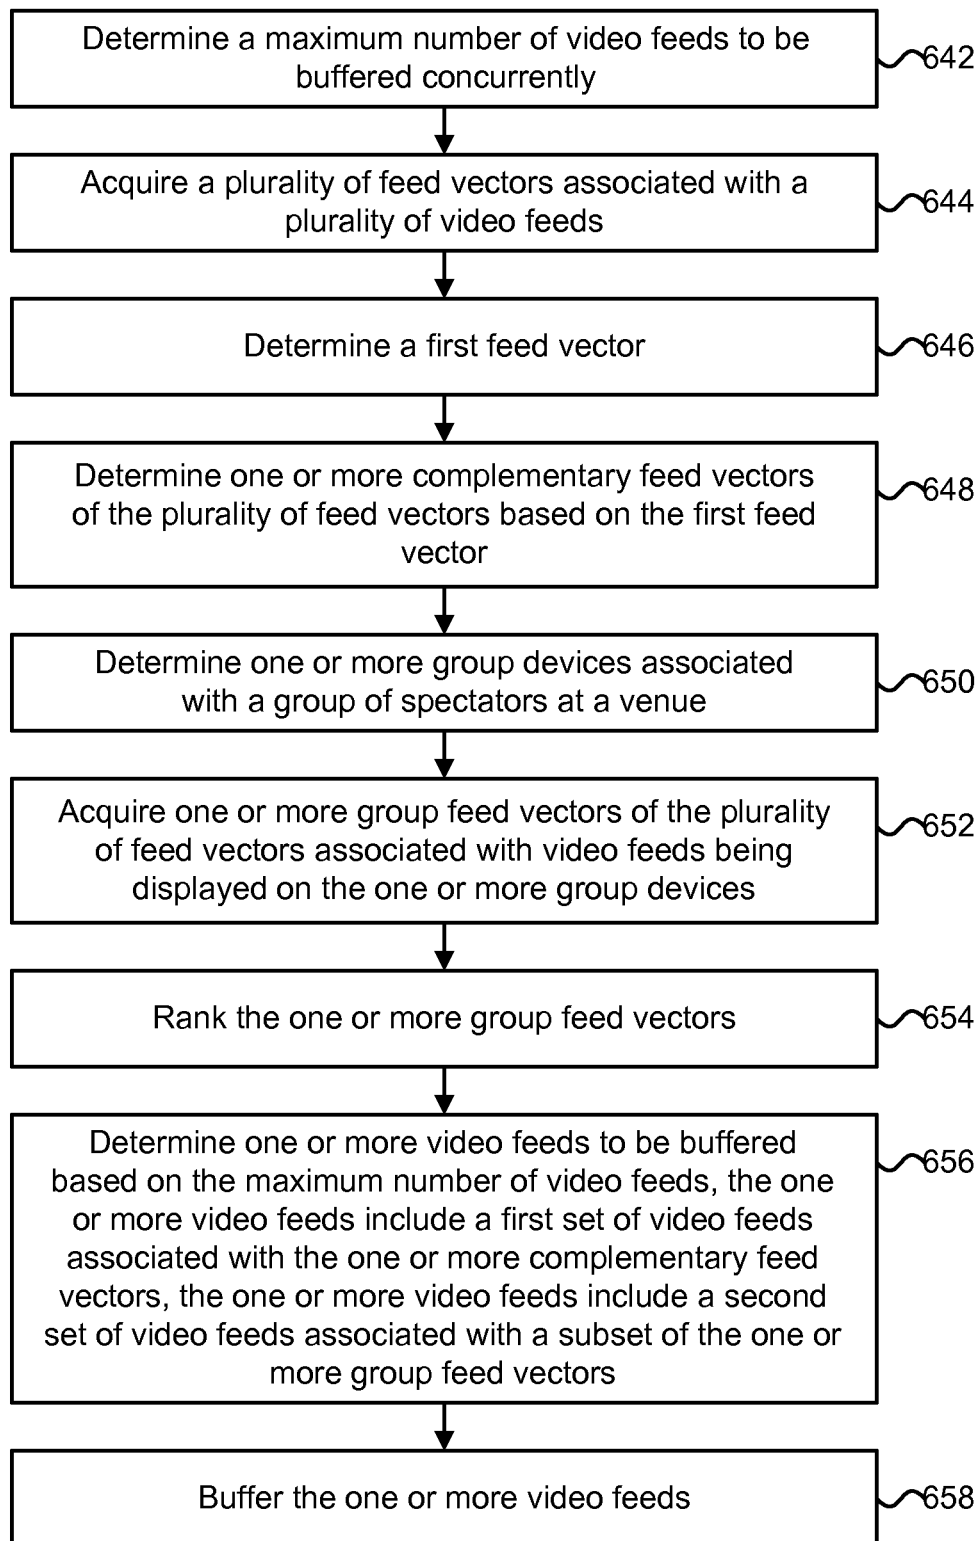 Determine a maximum number of video feeds to be
buffered concurrently
642
Acquire a plurality of feed vectors associated with a
plurality of video feeds
644
Determine a first feed vector
646
Determine one or more complementary feed vectors
of the plurality of feed vectors based on the first feed
vector
648
Determine one or more group devices associated
with a group of spectators at a venue
650
Acquire one or more group feed vectors of the plurality
of feed vectors associated with video feeds being
displayed on the one or more group devices
652
Rank the one or more group feed vectors
654
Determine one or more video feeds to be buffered
based on the maximum number of video feeds, the one
or more video feeds include a first set of video feeds
associated with the one or more complementary feed
vectors, the one or more video feeds include a second
set of video feeds associated with a subset of the one or
more group feed vectors
656
Buffer the one or more video feeds
658